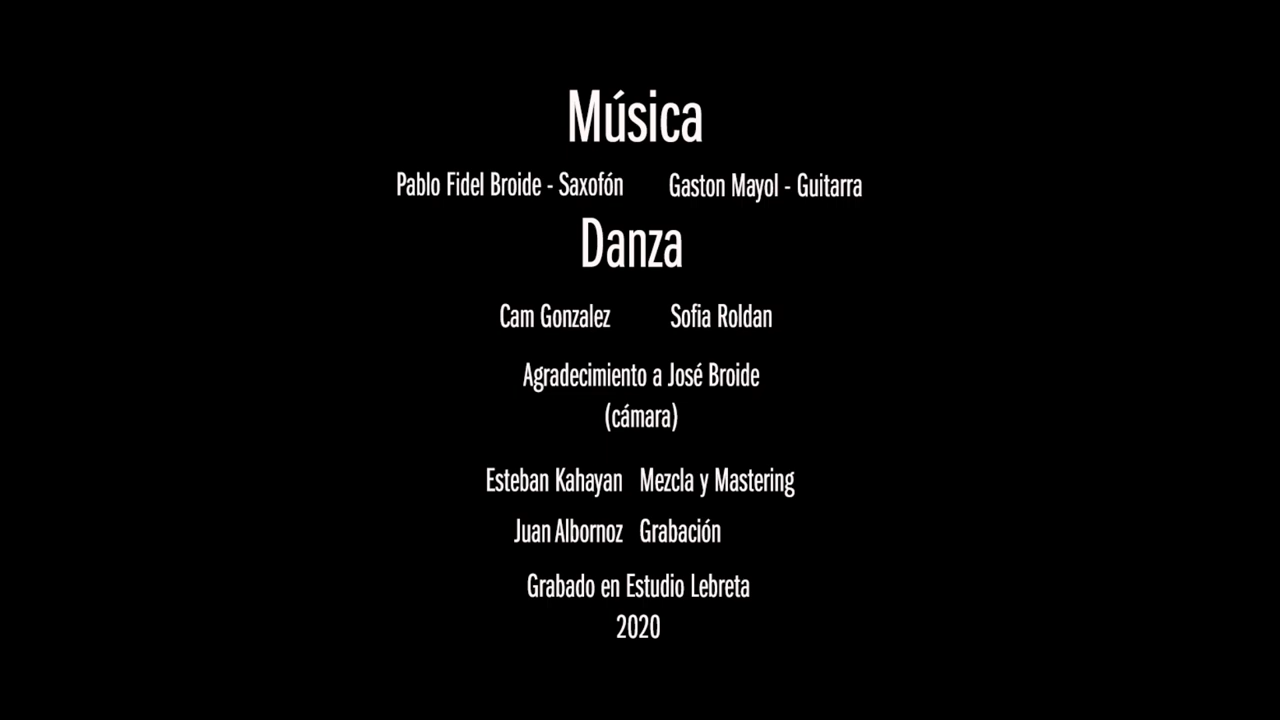 Música
Pablo Fidel Broide - Saxofón Gaston Mayol - Guitarra
Danza
Cam Gonzalez Sofia Roldan
Agradecimiento a José Broide
(cámara)
Esteban Kahayan Mezcla y Mastering
Juan Albornoz Grabación
Grabado en Estudio Lebreta
2020